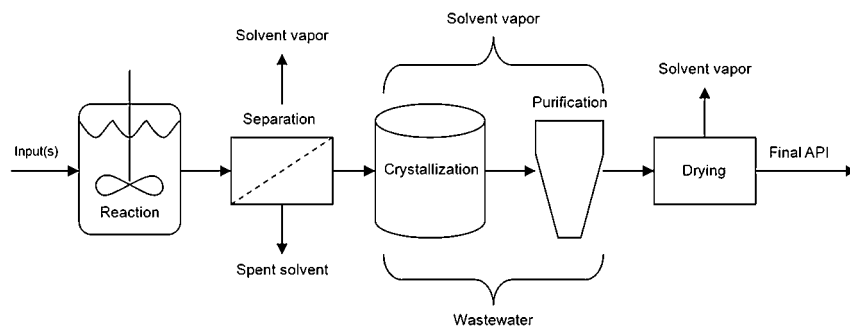 Solvent vapor
Solvent vapor
Solvent vapor
Separation
Purification
Input(s)
Reaction
Crystallization
Drying
Final API
Spent solvent
Wastewater